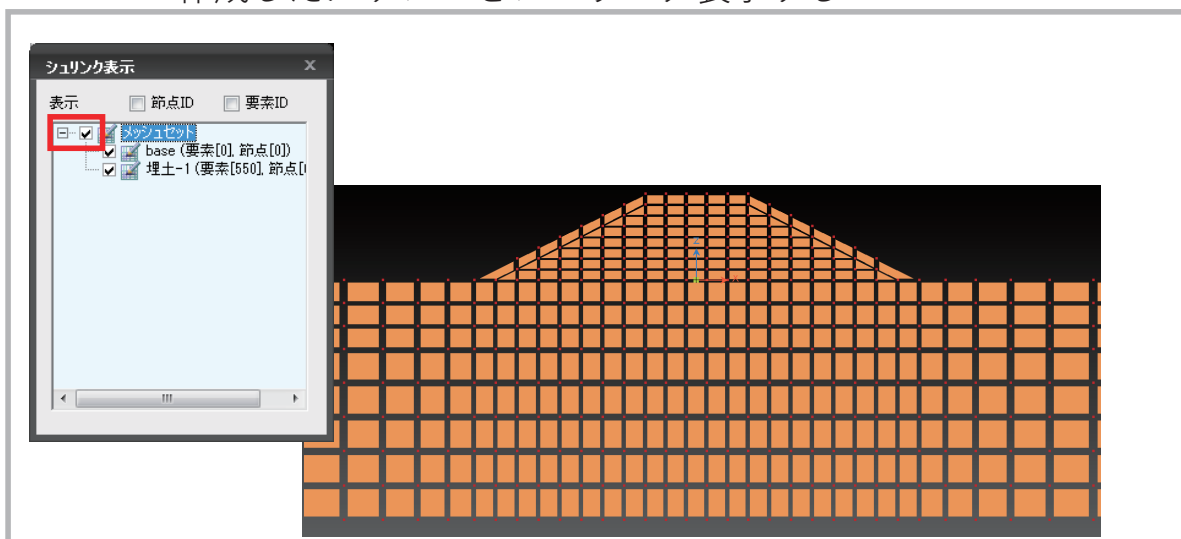 シュリンク表示 x
表示 節点ID 要素ID
メッシュセット
base (要素[0], 節点[0])
埋土-1 (要素[550], 節点[
Z
X